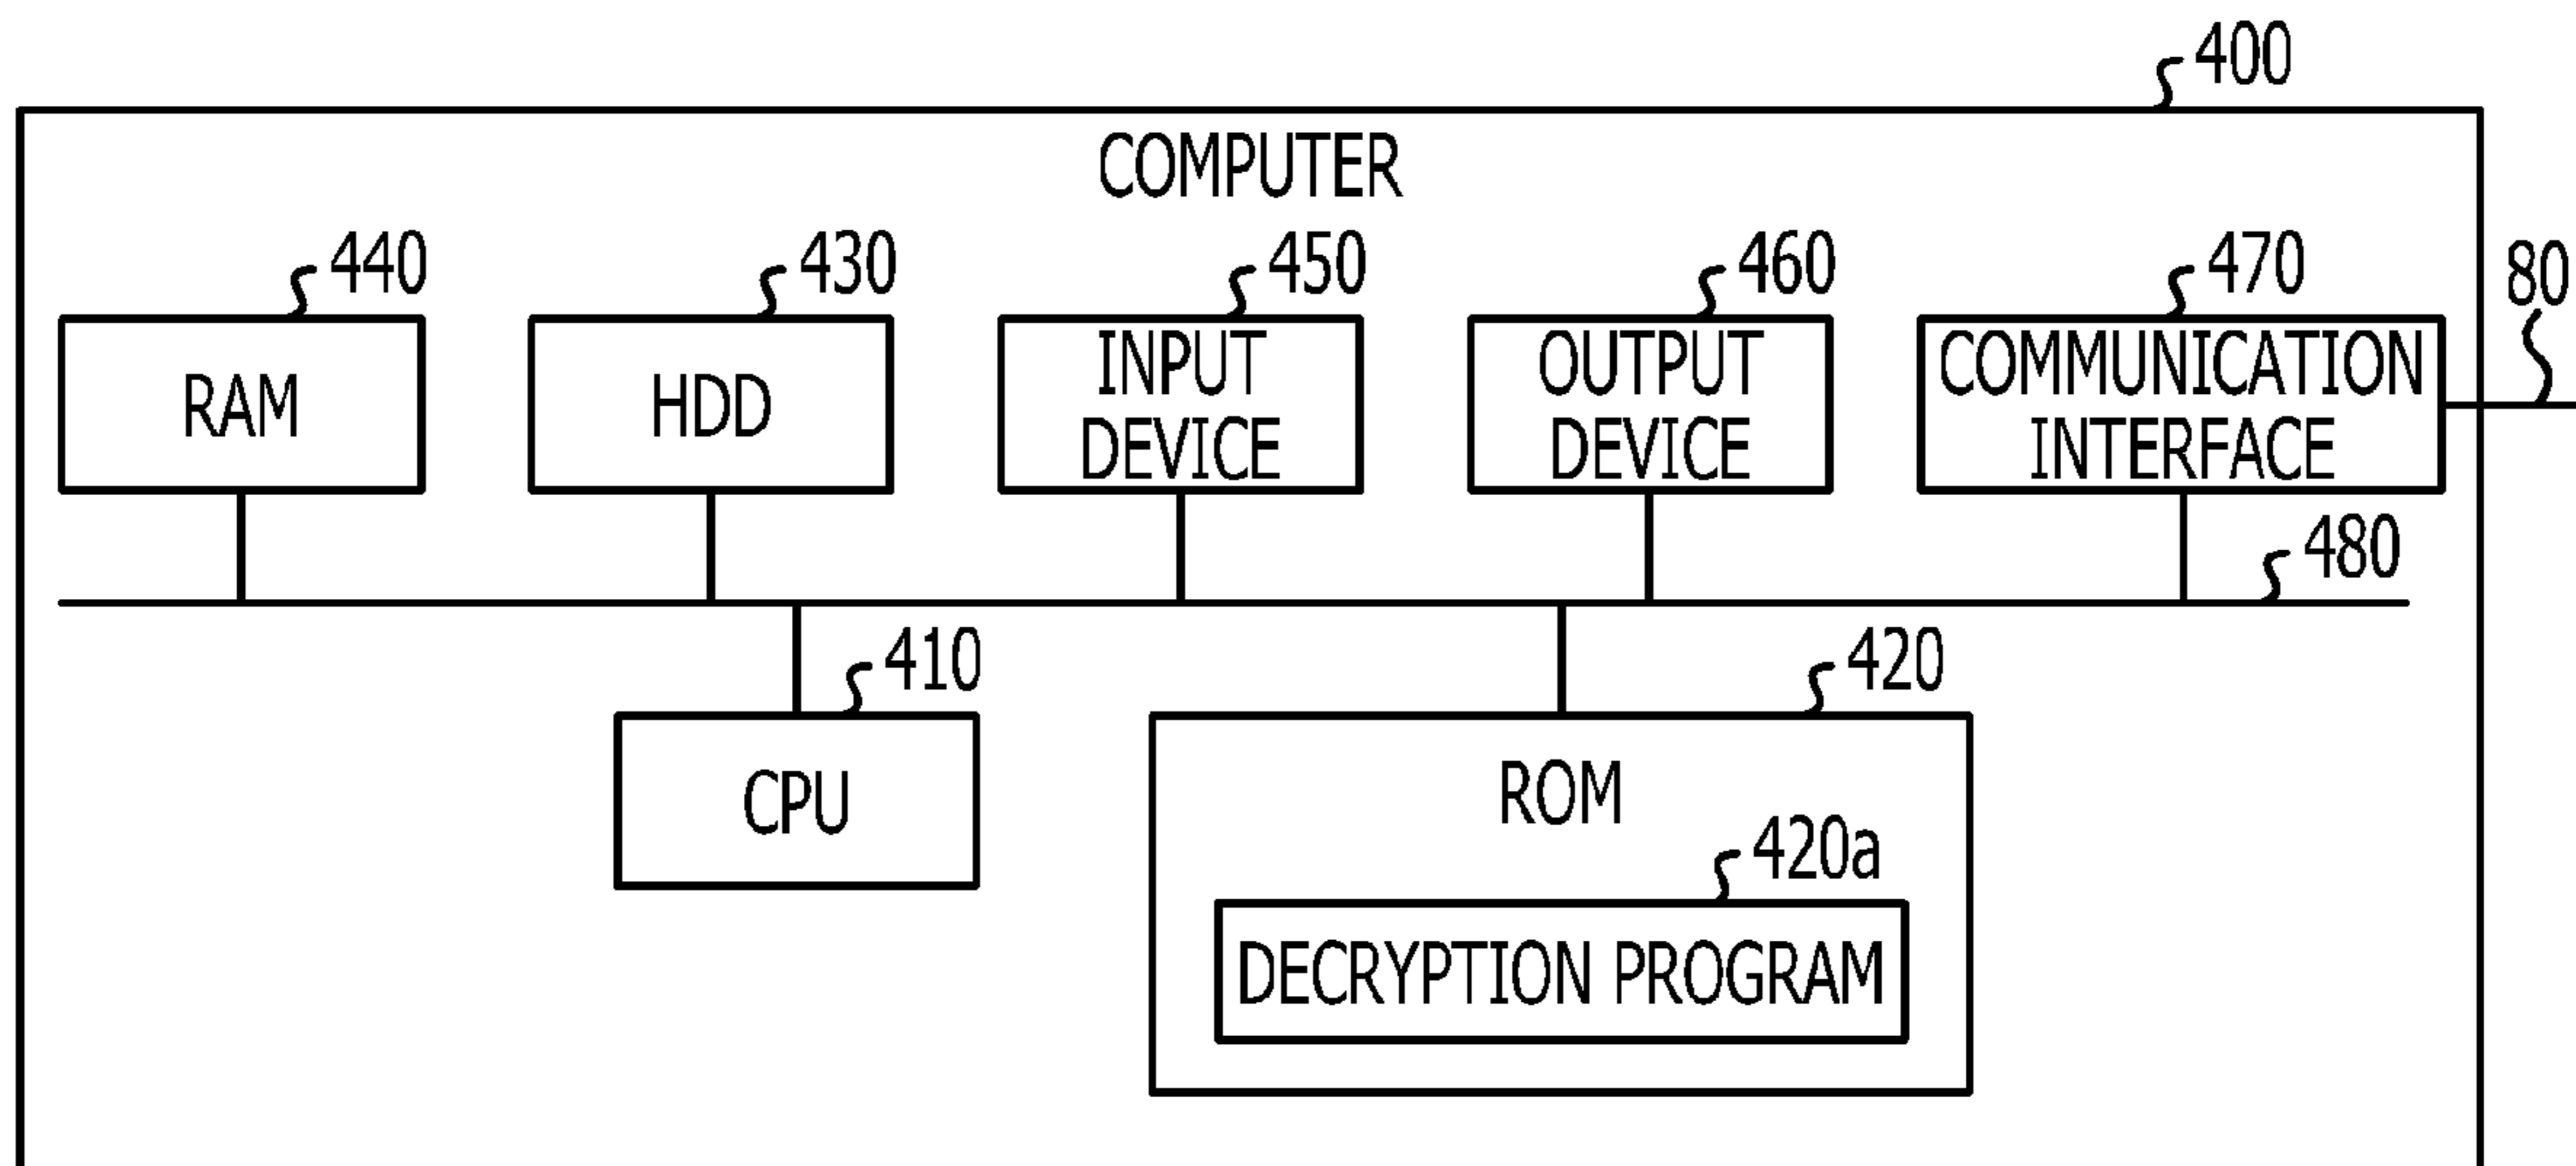 400
COMPUTER
440
430
450
460
470
80
RAM
HDD
INPUT
DEVICE
OUTPUT
DEVICE
COMMUNICATION
INTERFACE
480
410
420
CPU
ROM
420a
DECRYPTION PROGRAM